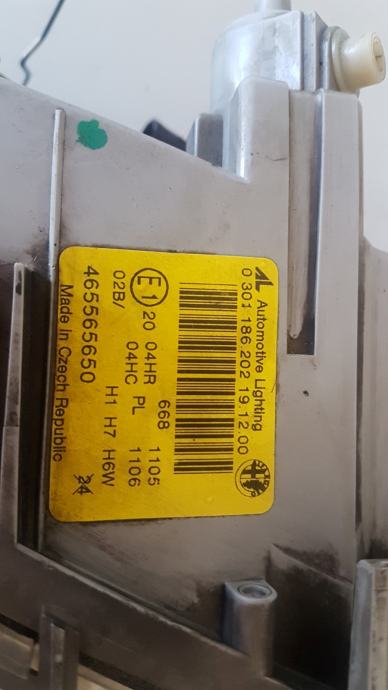 AL Automotive Lighting
0 301 186 202 19.12.00
668
E1 20 04HR 1105
04HC PL 1106
02B/ H1 H7 H6W
465565650 24
Made In Czech Republic